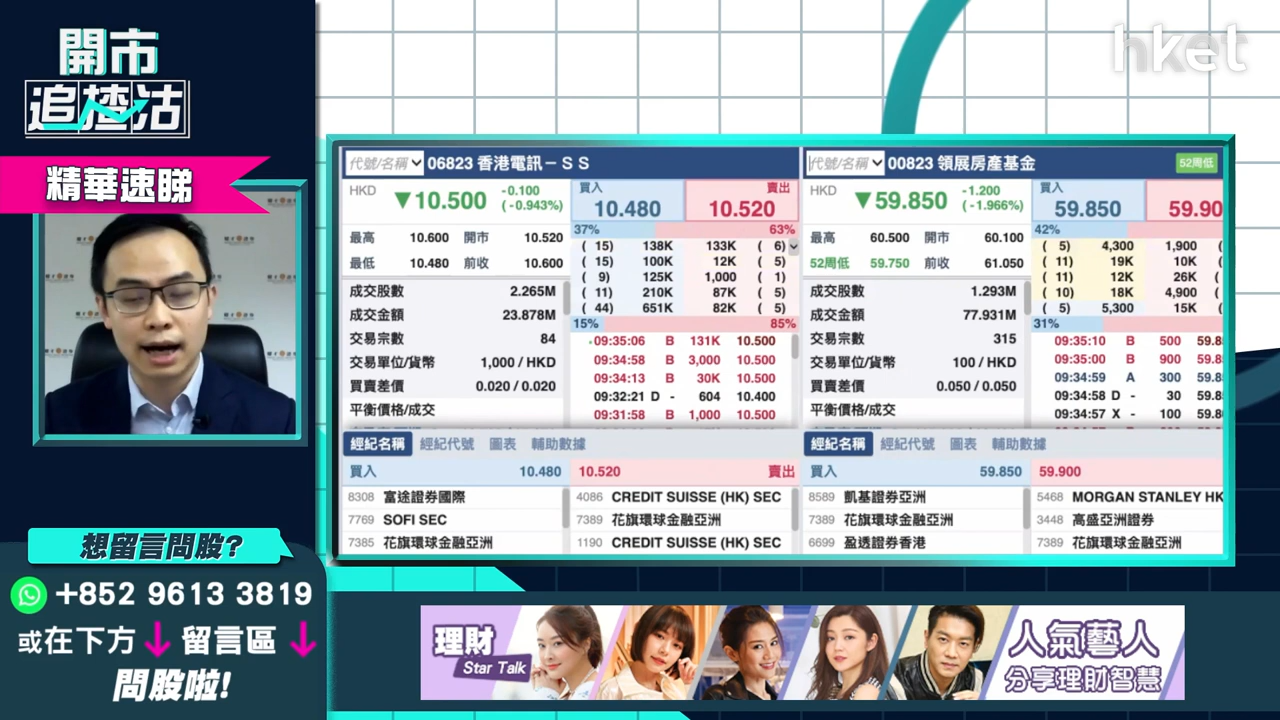 開市
追揸沽
精華速睇
想留言問股?
+852 9613 3819
或在下方 留言區
問股啦!
hket
代號/名稱 06823 香港電訊-SS
HKD ▼10.500 -0.100
(-0.943%)
買入 賣出
10.480 10.520
37% 63%
最高 10.600 開市 10.520
最低 10.480 前收 10.600
成交股數 2.265M
成交金額 23.878M
交易宗數 84
交易單位/貨幣 1,000 / HKD
買賣差價 0.020 / 0.020
平衡價格/成交
( 15) 138K 133K ( 6)
( 15) 100K 12K ( 5)
( 9) 125K 1,000 ( 1)
( 11) 210K 87K ( 5)
( 44) 651K 82K ( 5)
15% 85%
09:35:06 B 131K 10.500
09:34:58 B 3,000 10.500
09:34:13 B 30K 10.500
09:32:21 D - 604 10.400
09:31:58 B 1,000 10.500
經紀名稱 經紀代號 圖表 輔助數據
買入 10.480 10.520 賣出
8308 富途證券國際 4086 CREDIT SUISSE (HK) SEC
7769 SOFI SEC 7389 花旗環球金融亞洲
7385 花旗環球金融亞洲 1190 CREDIT SUISSE (HK) SEC
代號/名稱 00823 領展房產基金 52周低
HKD ▼59.850 -1.200
(-1.966%)
買入
59.850 59.90
42%
最高 60.500 開市 60.100
52周低 59.750 前收 61.050
成交股數 1.293M
成交金額 77.931M
交易宗數 315
交易單位/貨幣 100 / HKD
買賣差價 0.050 / 0.050
平衡價格/成交
( 5) 4,300 1,900 (
( 11) 19K 10K (
( 11) 12K 26K (
( 10) 18K 4,900 (
( 5) 5,300 15K (
31%
09:35:10 B 500 59.8
09:35:00 B 900 59.8
09:34:59 A 300 59.8
09:34:58 D - 30 59.8
09:34:57 X - 100 59.8
經紀名稱 經紀代號 圖表 輔助數據
買入 59.850 59.900
8589 凱基證券亞洲 5468 MORGAN STANLEY HK
7389 花旗環球金融亞洲 3448 高盛亞洲證券
6699 盈透證券香港 7389 花旗環球金融亞洲
理財
Star Talk
人氣藝人
分享理財智慧